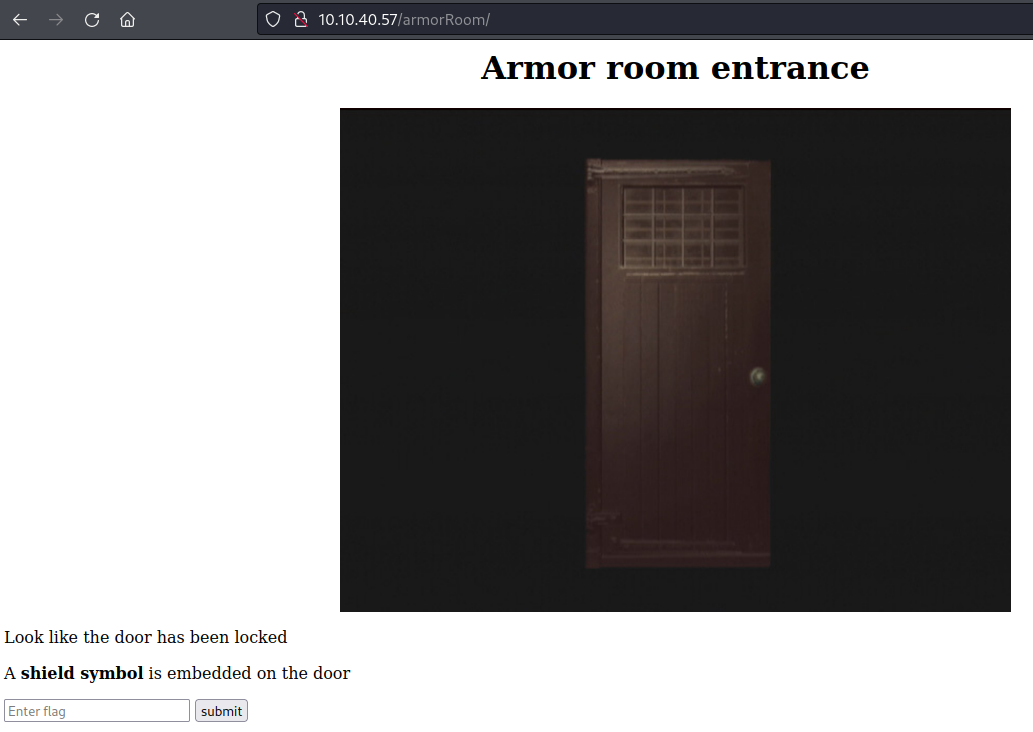 10.10.40.57/armorRoom/
Armor room entrance
Look like the door has been locked
A shield symbol is embedded on the door
Enter flag submit